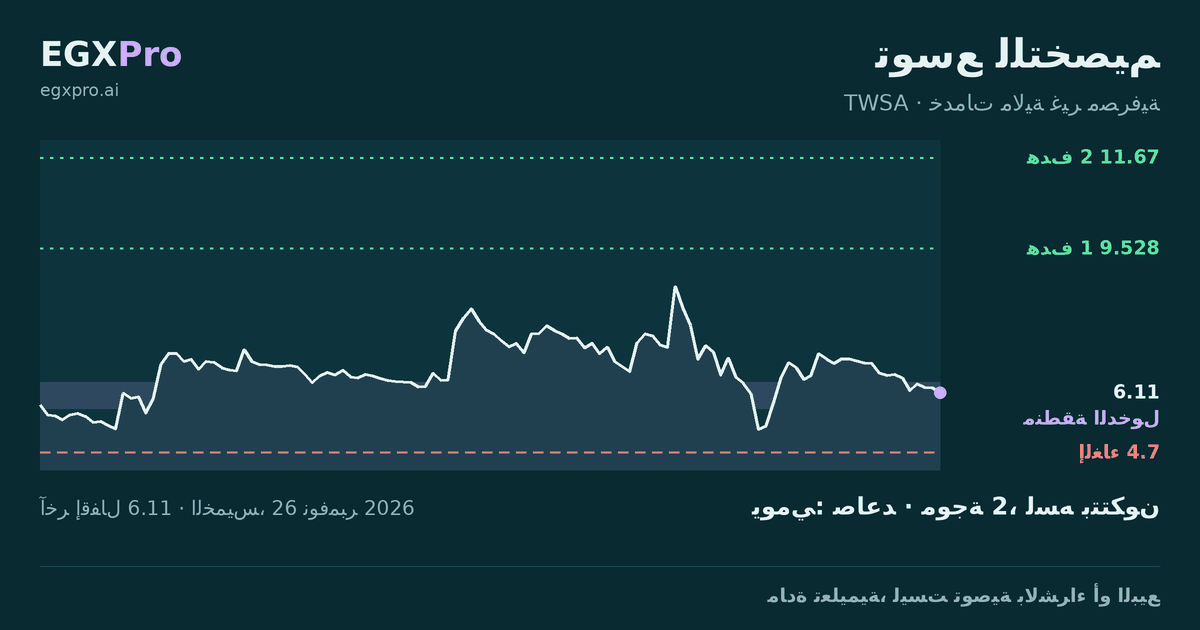 EGXPro
egxpro.ai
توسع للتخصيم
TWSA · خدمات مالية غير مصرفية
هدف 2 11.67
هدف 1 9.528
6.11
منطقة الدخول
إلغاء 4.7
يومي: صاعد · موجة 2، لسه بتتكون
آخر إقفال 6.11 · الخميس، 26 نوفمبر 2026
مادة تعليمية، ليست توصية بالشراء أو البيع